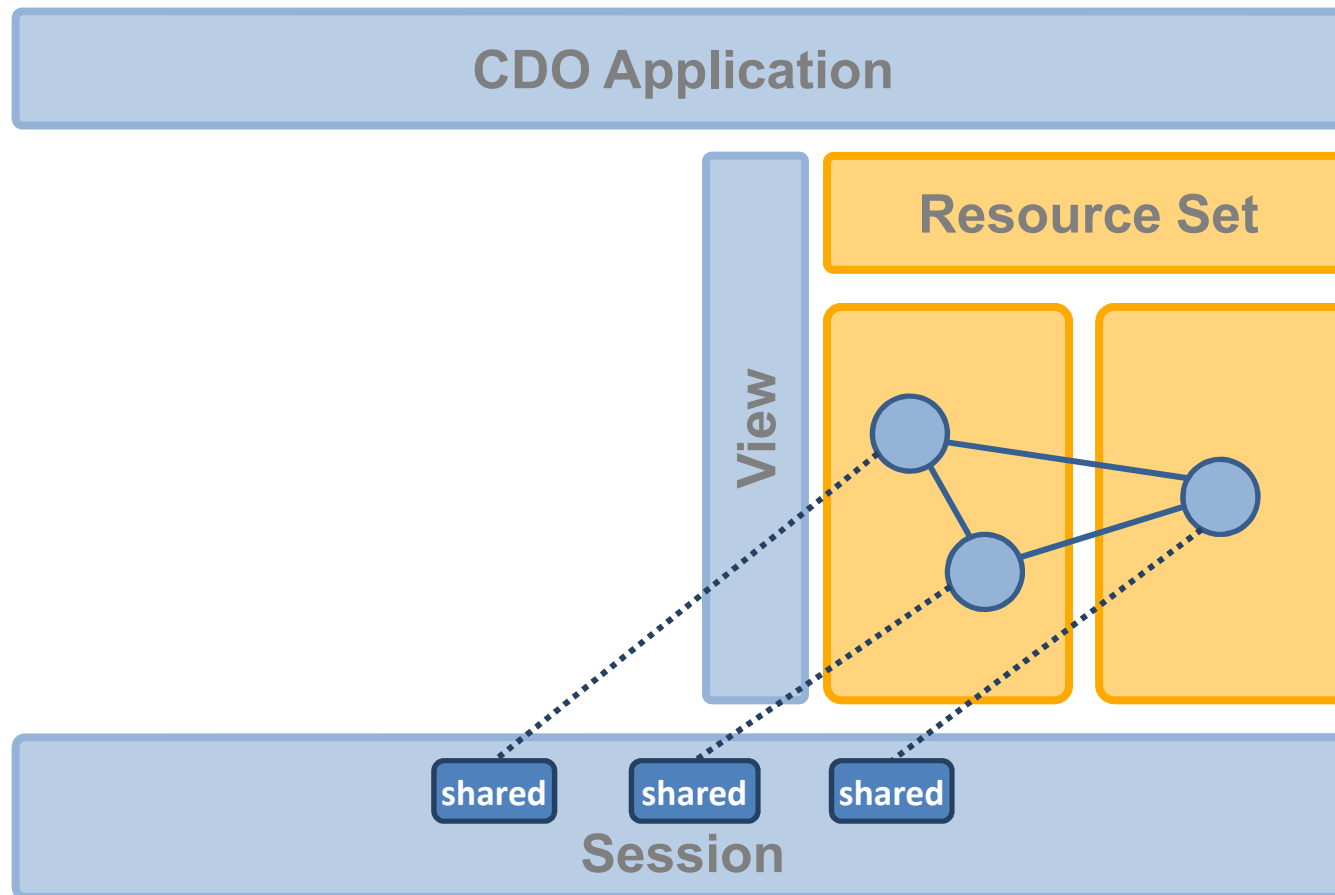 CDO Application
Resource Set
View
shared
shared
shared
Session